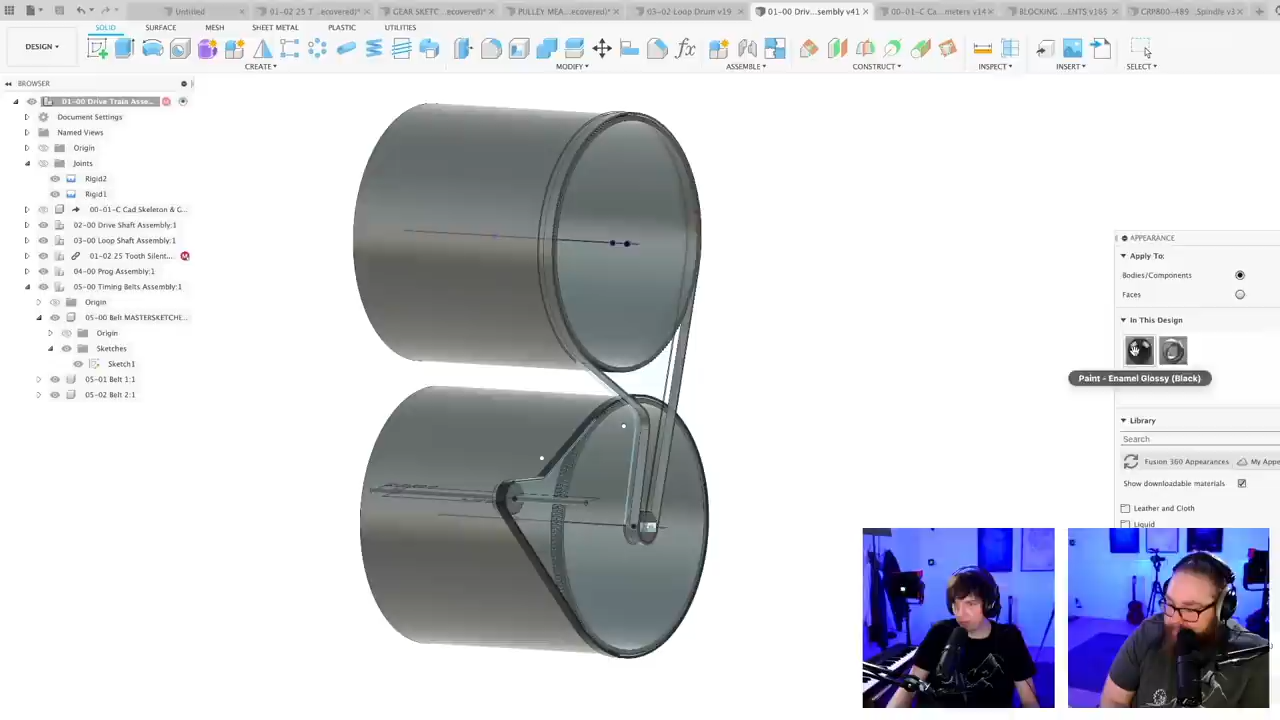 Untitled
01-02 25 T...ecovered)*
GEAR SKETC...ecovered)*
PULLEY MEA...ecovered)*
03-02 Loop Drum v19
01-00 Driv...sembly v41
00-01-C Ca...meters v14
BLOCKING ...ENTS v165
CRP800-4B9 ...Spindly v3
SOLID
SURFACE
MESH
SHEET METAL
PLASTIC
UTILITIES
DESIGN
CREATE
MODIFY
ASSEMBLE
CONSTRUCT
INSPECT
INSERT
SELECT
BROWSER
01-00 Drive Train Asse...
Document Settings
Named Views
Origin
Joints
Rigid2
Rigid1
00-01-C Cad Skeleton & G...
02-00 Drive Shaft Assembly:1
03-00 Loop Shaft Assembly:1
01-02 25 Tooth Silent...
04-00 Prog Assembly:1
05-00 Timing Belts Assembly:1
Origin
05-00 Belt MASTERSKETCHE...
Origin
Sketches
Sketch1
05-01 Belt 1:1
05-02 Belt 2:1
APPEARANCE
Apply To:
Bodies/Components
Faces
In This Design
Paint - Enamel Glossy (Black)
Library
Search
Fusion 360 Appearances
My Appe
Show downloadable materials
Leather and Cloth
Liquid